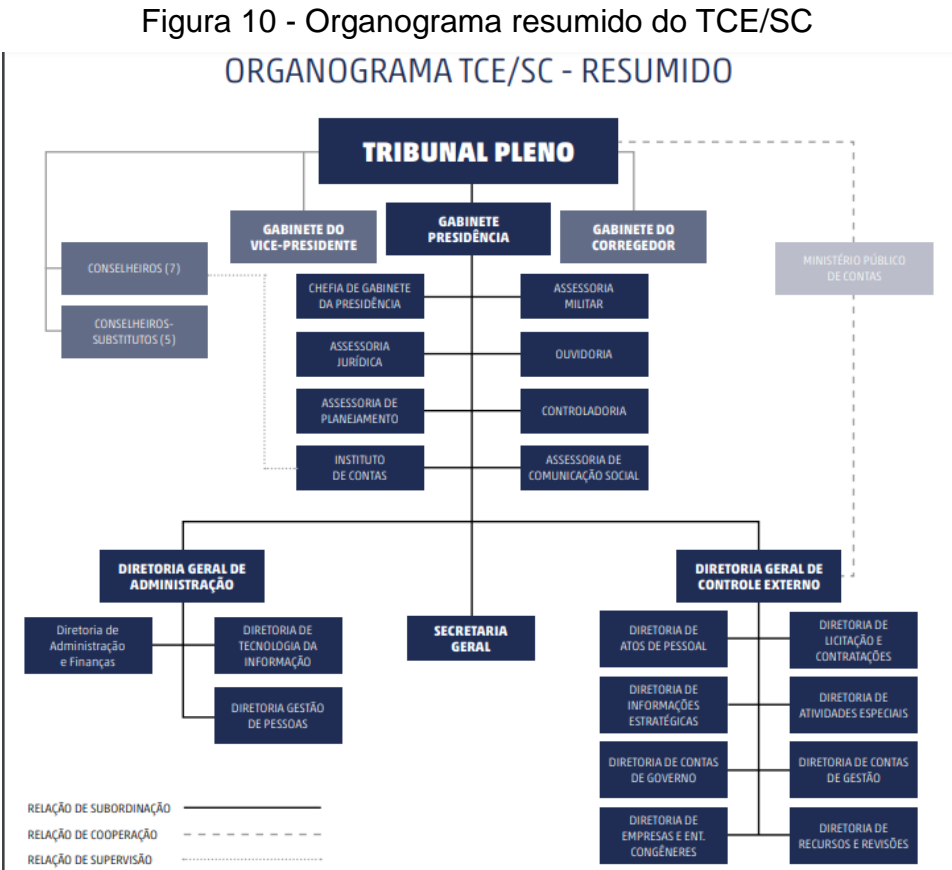 Figura 10 - Organograma resumido do TCE/SC
ORGANOGRAMA TCE/SC - RESUMIDO
TRIBUNAL PLENO
GABINETE DO
VICE-PRESIDENTE
GABINETE
PRESIDÊNCIA
GABINETE DO
CORREGEDOR
CONSELHEIROS (7)
MINISTÉRIO PÚBLICO
DE CONTAS
CONSELHEIROS-
SUBSTITUTOS (5)
CHEFIA DE GABINETE
DA PRESIDÊNCIA
ASSESSORIA
MILITAR
ASSESSORIA
JURÍDICA
OUVIDORIA
ASSESSORIA DE
PLANEJAMENTO
CONTROLADORIA
INSTITUTO
DE CONTAS
ASSESSORIA DE
COMUNICAÇÃO SOCIAL
DIRETORIA GERAL DE
ADMINISTRAÇÃO
DIRETORIA GERAL DE
CONTROLE EXTERNO
Diretoria de
Administração
e Finanças
DIRETORIA DE
TECNOLOGIA DA
INFORMAÇÃO
DIRETORIA GESTÃO
DE PESSOAS
SECRETARIA
GERAL
DIRETORIA DE
ATOS DE PESSOAL
DIRETORIA DE
LICITAÇÃO E
CONTRATAÇÕES
DIRETORIA DE
INFORMAÇÕES
ESTRATÉGICAS
DIRETORIA DE
ATIVIDADES ESPECIAIS
DIRETORIA DE CONTAS
DE GOVERNO
DIRETORIA DE CONTAS
DE GESTÃO
DIRETORIA DE
EMPRESAS E ENT.
CONGÊNERES
DIRETORIA DE
RECURSOS E REVISÕES
RELAÇÃO DE SUBORDINAÇÃO
RELAÇÃO DE COOPERAÇÃO
RELAÇÃO DE SUPERVISÃO